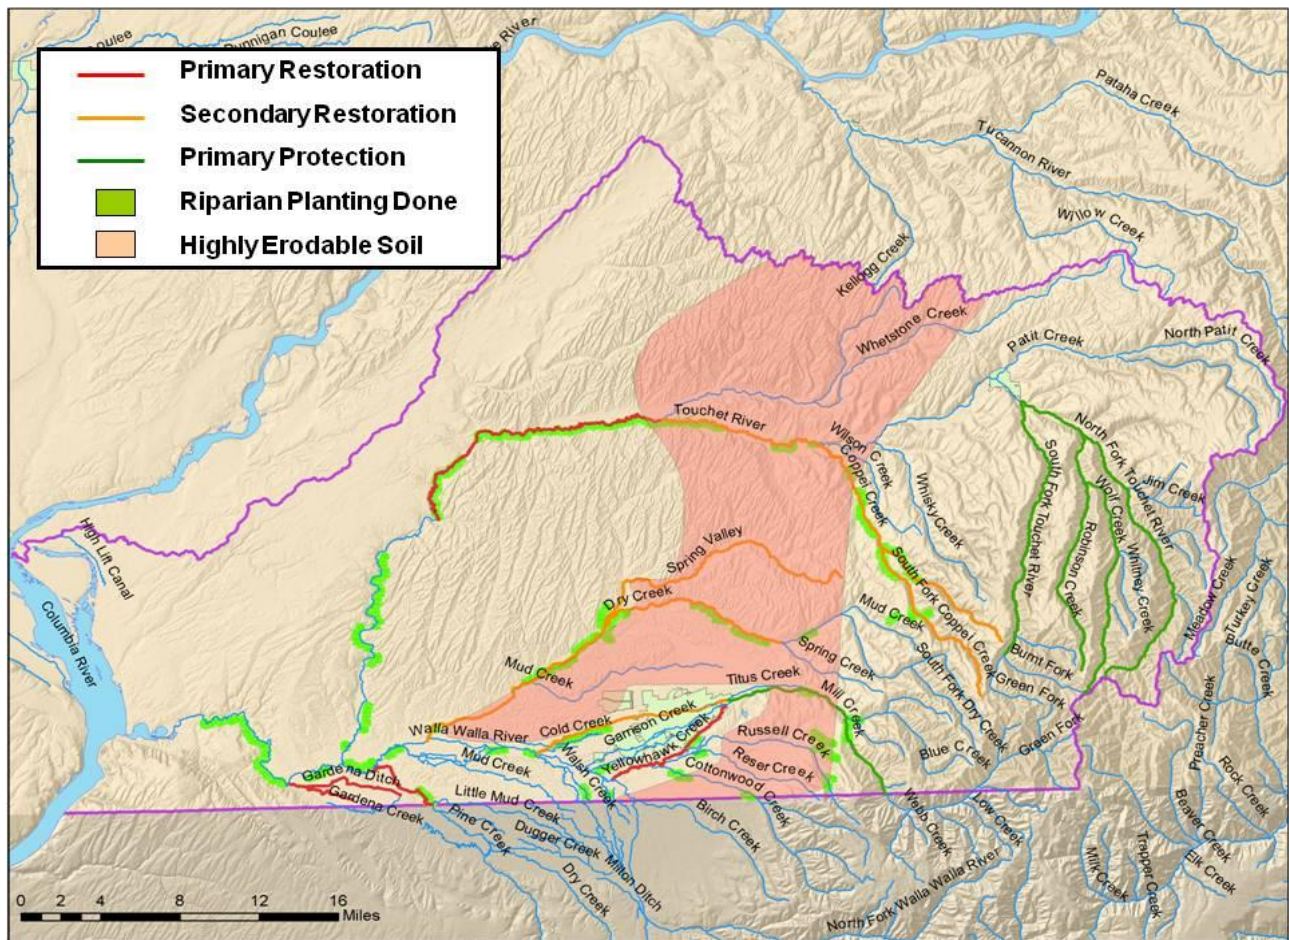 Coulee
Dunnigan Coulee
River
Primary Restoration
Secondary Restoration
Primary Protection
Riparian Planting Done
Highly Erodable Soil
Pataha Creek
Tucannon River
Willow Creek
Kellogg Creek
Whetstone Creek
Patit Creek
North Patit Creek
Touchet River
Wilson Creek
Coppei Creek
Whisky Creek
South Fork Touchet River
North Fork Touchet River
Wolf Creek
Jim Creek
Robinson Creek
Whitney Creek
High Lift Canal
Columbia River
Spring Valley
Dry Creek
South Fork Coppei Creek
Mud Creek
Meadow Creek
Turkey Creek
Butte Creek
Mud Creek
Spring Creek
South Fork Dry Creek
Burnt Fork
Green Fork
Titus Creek
Mill Creek
Preacher Creek
Walla Walla River
Cold Creek
Garrison Creek
Yellowhawk Creek
Russell Creek
Blue Creek
Green Fork
Walsh Creek
Mud Creek
Reser Creek
Cottonwood Creek
Rock Creek
Gardena Ditch
Gardena Creek
Little Mud Creek
Pine Creek
Dugger Creek
Birch Creek
Webb Creek
Low Creek
Beaver Creek
Elk Creek
Dry Creek
Milton Ditch
North Fork Walla Walla River
Milk Creek
Trapper Creek
0 2 4 8 12 16
Miles